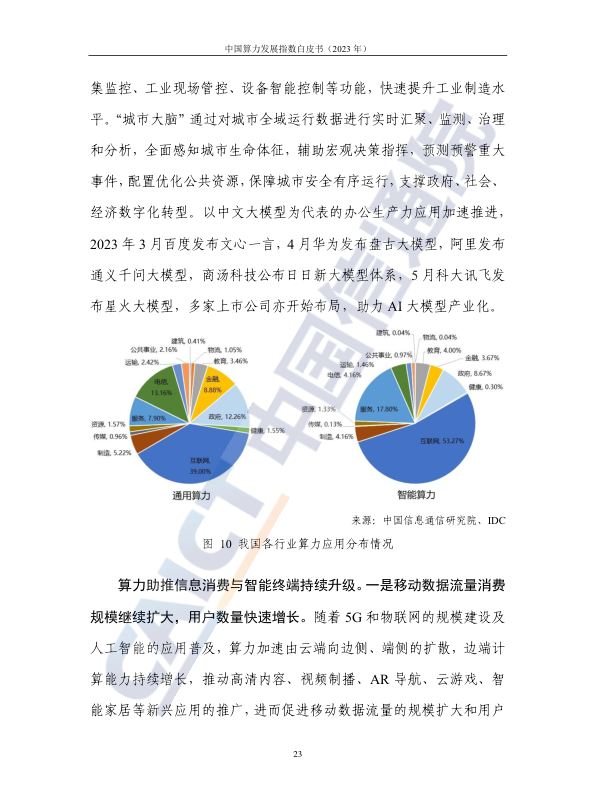 中国算力发展指数白皮书（2023 年）
集监控、工业现场管控、设备智能控制等功能，快速提升工业制造水
平。“城市大脑”通过对城市全域运行数据进行实时汇聚、监测、治理
和分析，全面感知城市生命体征，辅助宏观决策指挥，预测预警重大
事件，配置优化公共资源，保障城市安全有序运行，支撑政府、社会、
经济数字化转型。以中文大模型为代表的办公生产力应用加速推进，
2023 年 3 月百度发布文心一言，4 月华为发布盘古大模型，阿里发布
通义千问大模型，商汤科技公布日日新大模型体系，5 月科大讯飞发
布星火大模型，多家上市公司亦开始布局，助力 AI 大模型产业化。
建筑, 0.41%
公共事业, 2.16%
物流, 1.05%
运输, 2.42%
教育, 3.46%
电信, 13.16%
金融, 8.88%
服务, 7.90%
政府, 12.26%
资源, 1.57%
健康, 1.55%
传媒, 0.96%
制造, 5.22%
互联网, 39.00%
通用算力
建筑, 0.04%
物流, 0.04%
公共事业, 0.97%
教育, 4.00%
运输, 1.46%
金融, 3.67%
电信, 4.16%
政府, 8.67%
健康, 0.30%
资源, 1.33%
服务, 17.80%
传媒, 0.13%
制造, 4.16%
互联网, 53.27%
智能算力
来源：中国信息通信研究院、IDC
图 10 我国各行业算力应用分布情况
算力助推信息消费与智能终端持续升级。一是移动数据流量消费
规模继续扩大，用户数量快速增长。随着 5G 和物联网的规模建设及
人工智能的应用普及，算力加速由云端向边侧、端侧的扩散，边端计
算能力持续增长，推动高清内容、视频制播、AR 导航、云游戏、智
能家居等新兴应用的推广，进而促进移动数据流量的规模扩大和用户
23
CAICT 中国信通院